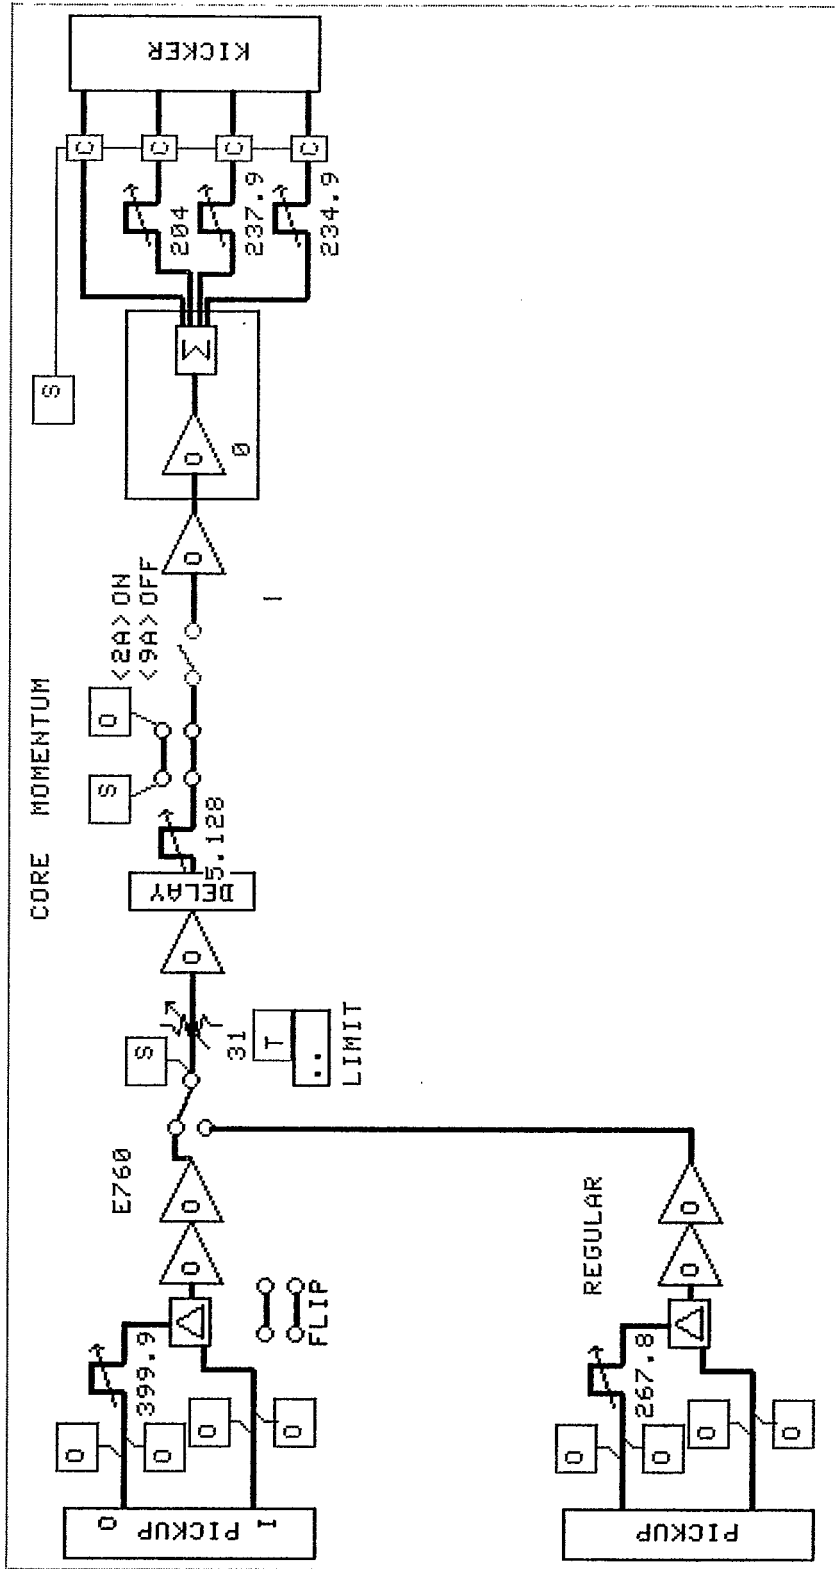 CORE MOMENTUM
PICKUP
O
I
O
O
O
O
399.9
Δ
FLIP
O
O
E760
S
31
T
..
LIMIT
O
DELAY
5.128
S
O
<2A>ON
<9A>OFF
O
O
0
Σ
S
204
237.9
234.9
C
C
C
C
KICKER
PICKUP
O
O
O
O
267.8
Δ
REGULAR
O
O